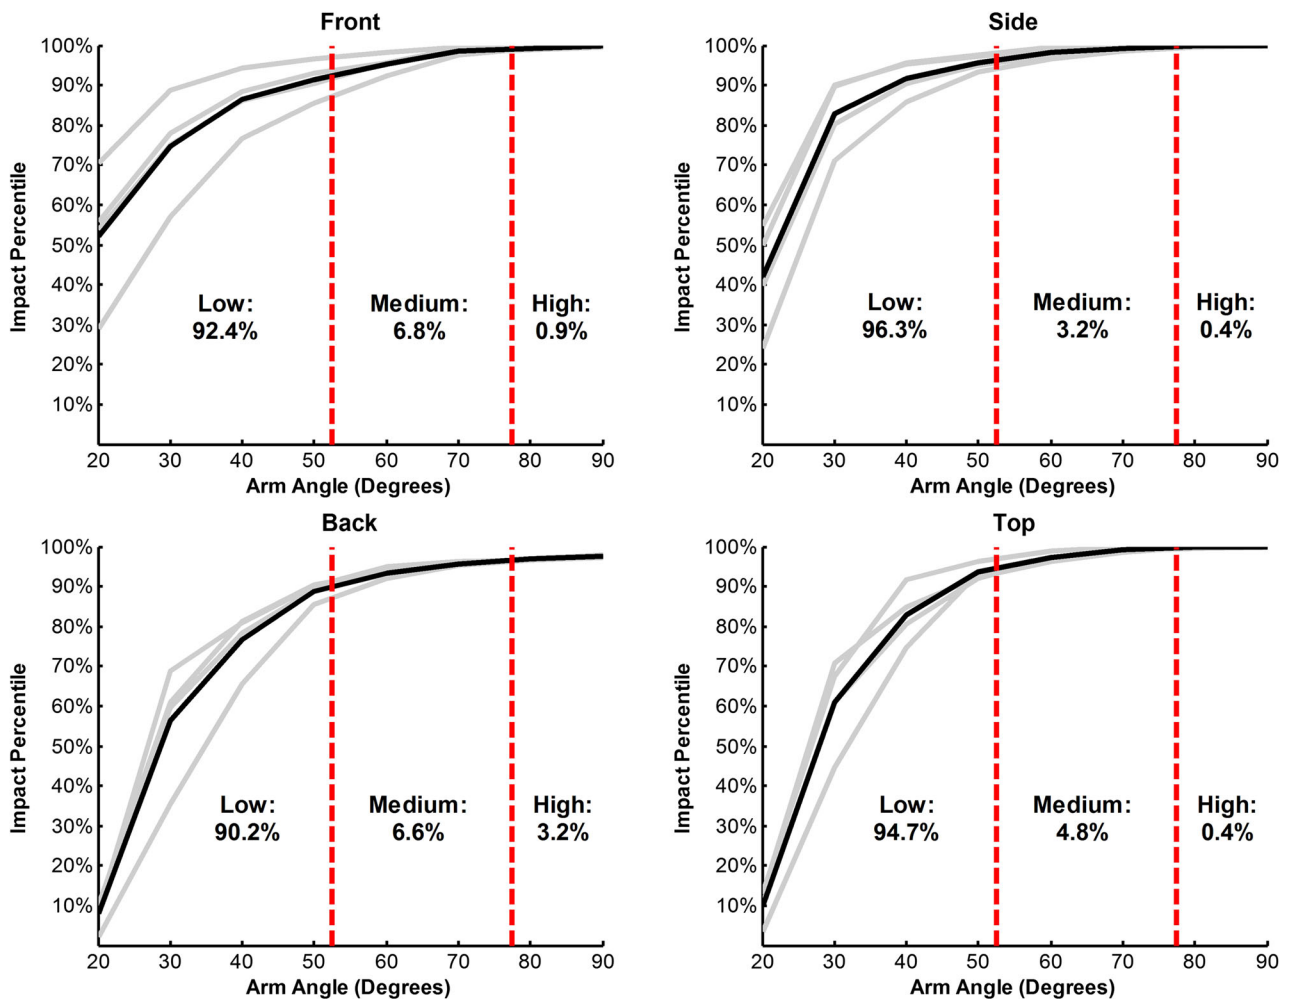 Front
100%
90%
80%
70%
60%
50%
40%
30%
20%
10%
Impact Percentile
Low:
92.4%
Medium:
6.8%
High:
0.9%
20 30 40 50 60 70 80 90
Arm Angle (Degrees)
Side
100%
90%
80%
70%
60%
50%
40%
30%
20%
10%
Impact Percentile
Low:
96.3%
Medium:
3.2%
High:
0.4%
20 30 40 50 60 70 80 90
Arm Angle (Degrees)
Back
100%
90%
80%
70%
60%
50%
40%
30%
20%
10%
Impact Percentile
Low:
90.2%
Medium:
6.6%
High:
3.2%
20 30 40 50 60 70 80 90
Arm Angle (Degrees)
Top
100%
90%
80%
70%
60%
50%
40%
30%
20%
10%
Impact Percentile
Low:
94.7%
Medium:
4.8%
High:
0.4%
20 30 40 50 60 70 80 90
Arm Angle (Degrees)